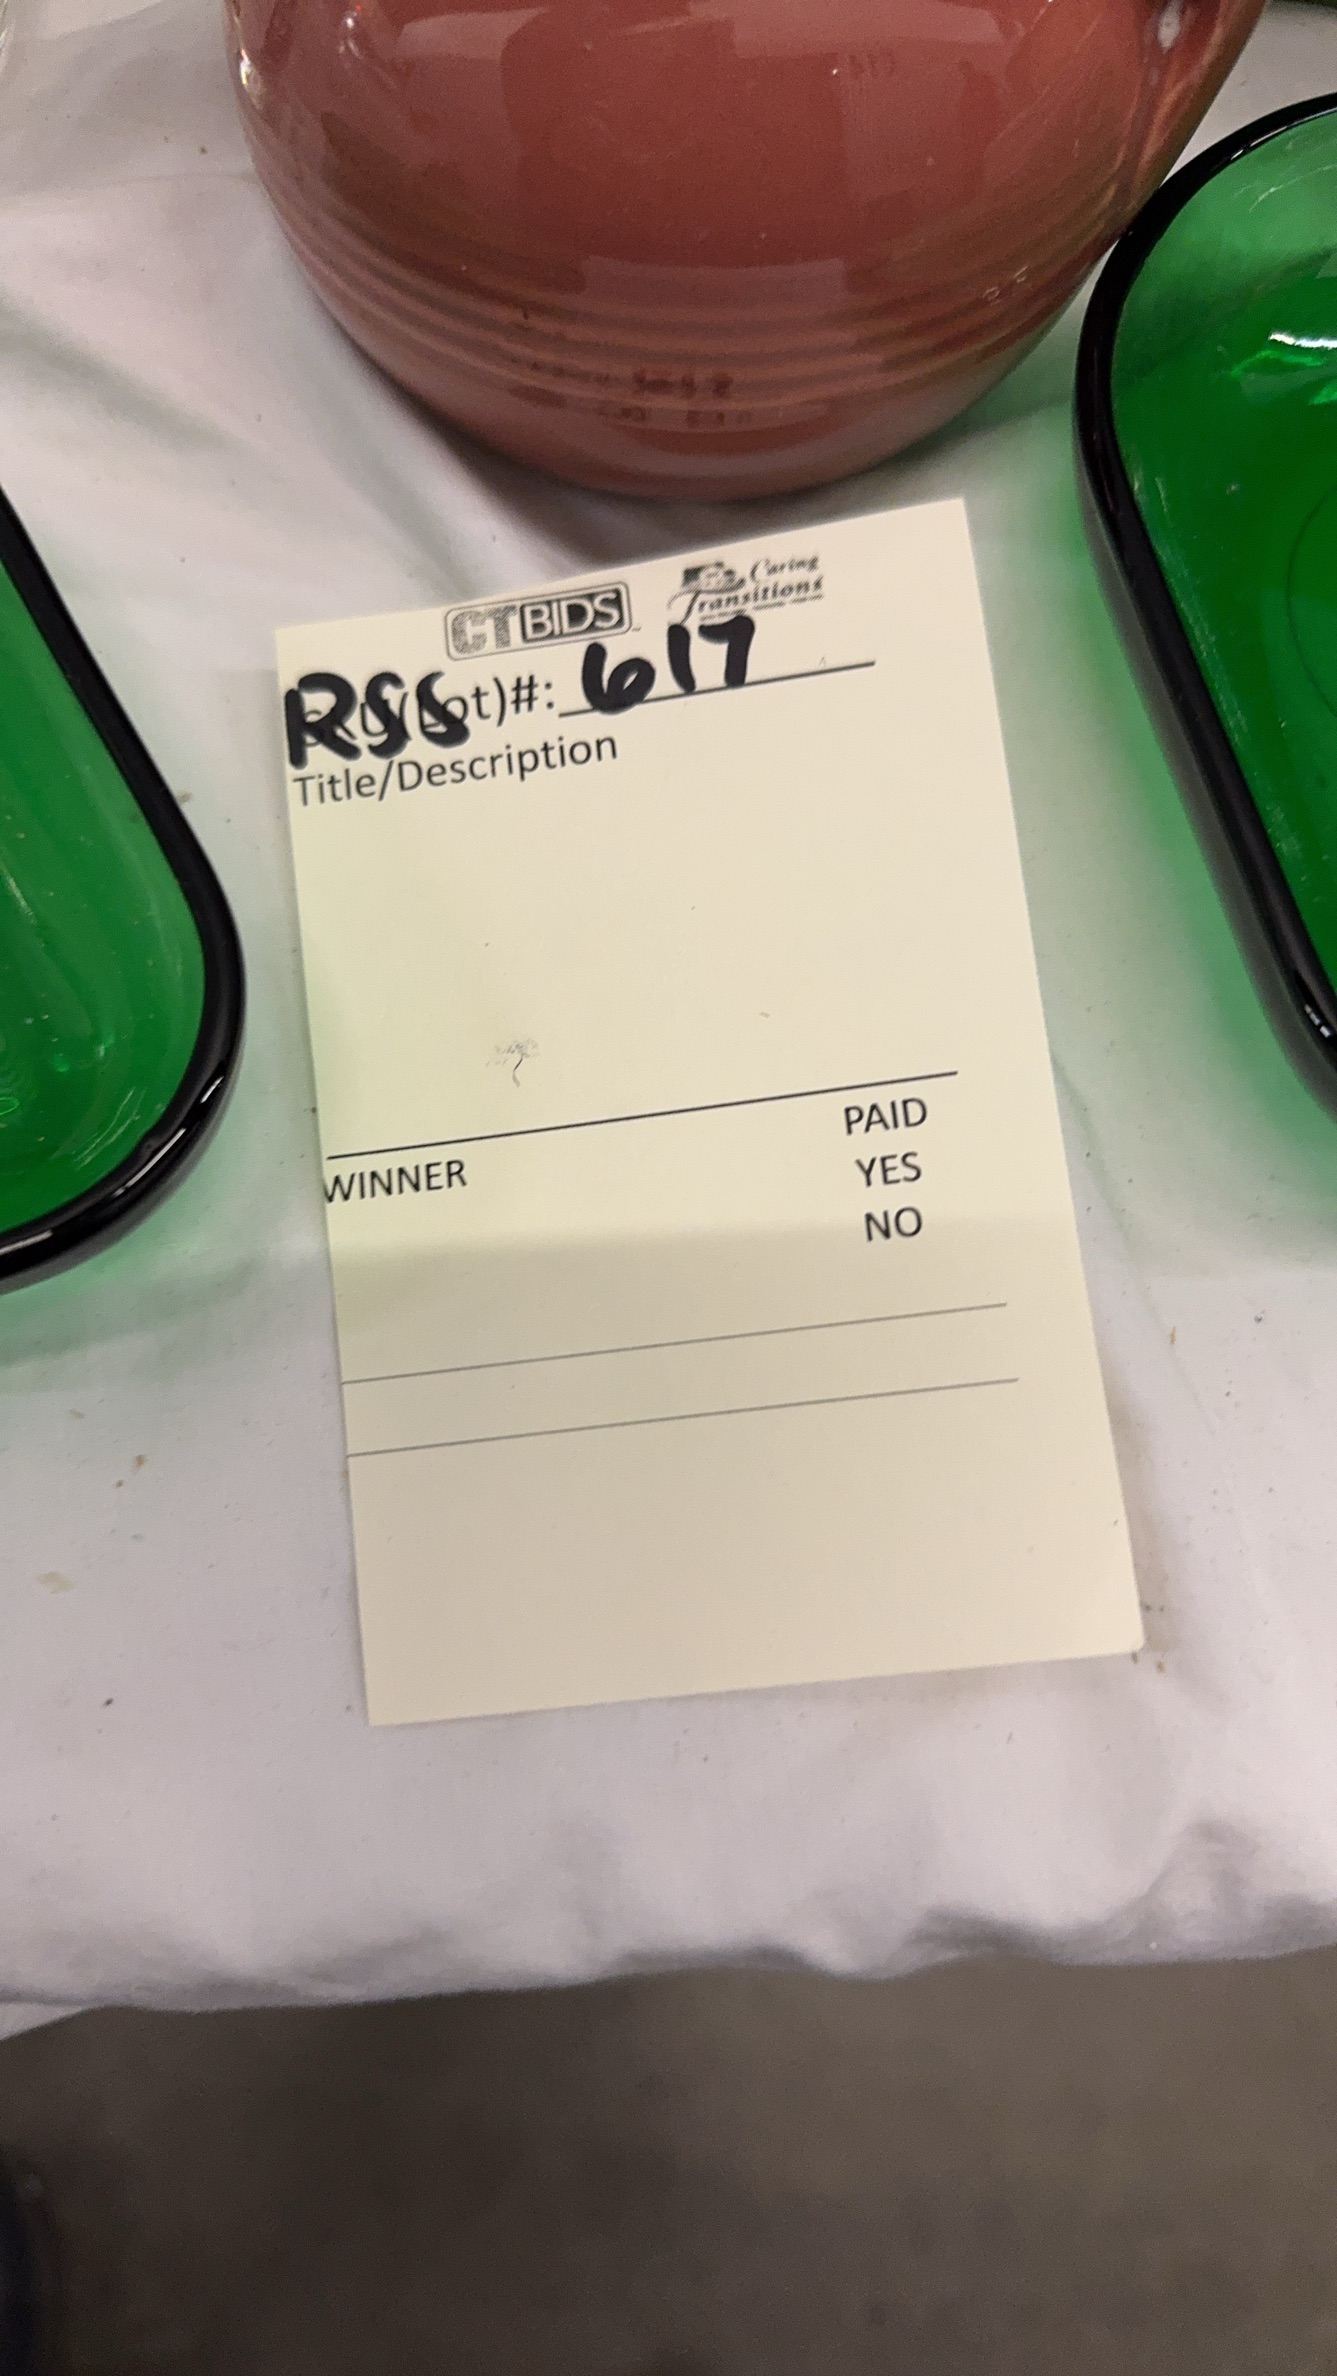 CTBIDS
Caring
Transitions
RSS (Lot)#: 617
Title/Description
PAID
WINNER YES
NO